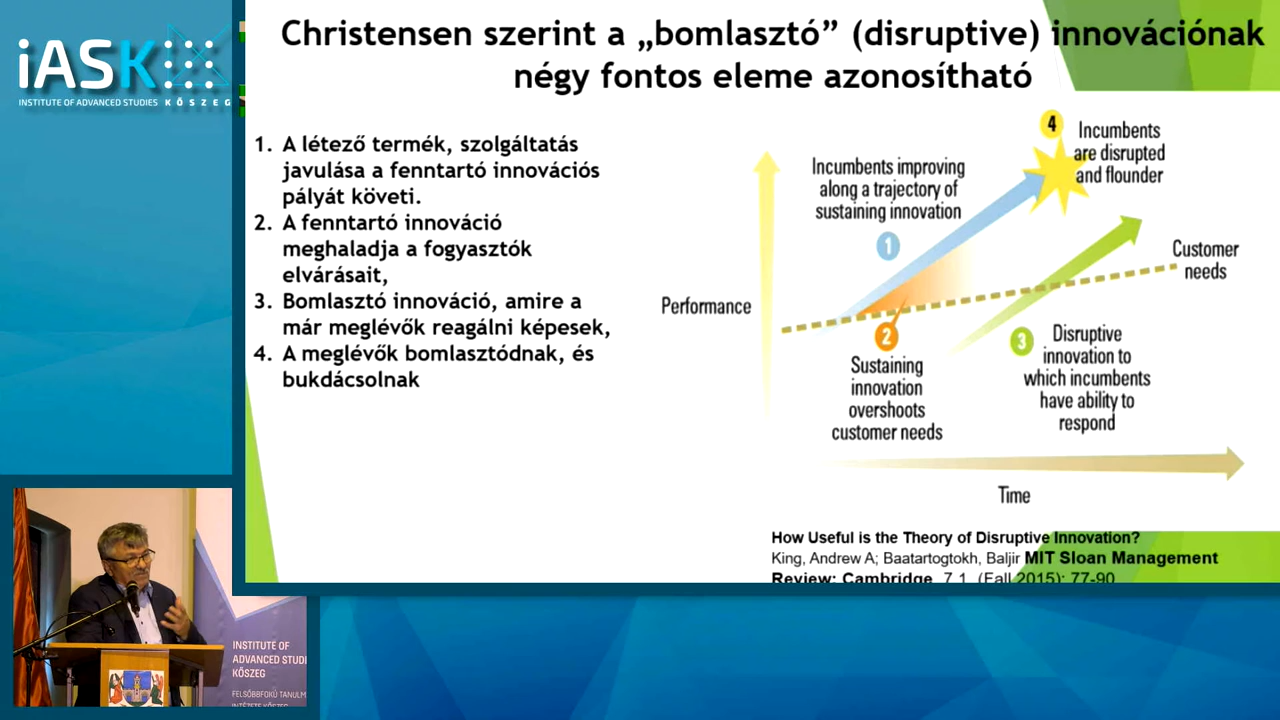 iASK
INSTITUTE OF ADVANCED STUDIES KŐSZEG
Christensen szerint a „bomlasztó” (disruptive) innovációnak
négy fontos eleme azonosítható
1. A létező termék, szolgáltatás
javulása a fenntartó innovációs
pályát követi.
2. A fenntartó innováció
meghaladja a fogyasztók
elvárásait,
3. Bomlasztó innováció, amire a
már meglévők reagálni képesek,
4. A meglévők bomlasztódnak, és
bukdácsolnak
4
Incumbents
are disrupted
and flounder
Incumbents improving
along a trajectory of
sustaining innovation
1
Customer
needs
Performance
2
Sustaining
innovation
overshoots
customer needs
3
Disruptive
innovation to
which incumbents
have ability to
respond
Time
How Useful is the Theory of Disruptive Innovation?
King, Andrew A; Baatartogtokh, Baljir MIT Sloan Management
Review; Cambridge 7.1, (Fall 2015): 77-90
INSTITUTE OF
ADVANCED STUDI
KŐSZEG
FELSŐBBFOKÚ TANULM
INTÉZETE KŐSZEG